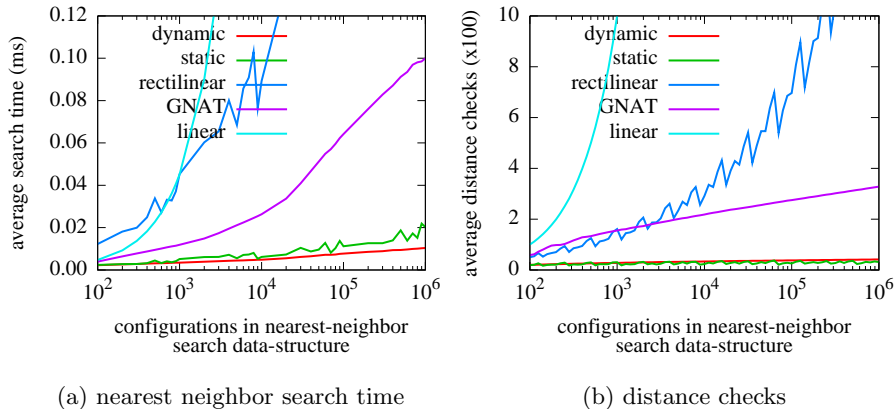 0.12
0.10
0.08
0.06
0.04
0.02
0.00
average search time (ms)
dynamic
static
rectilinear
GNAT
linear
10^2
10^3
10^4
10^5
10^6
configurations in nearest-neighbor
search data-structure
(a) nearest neighbor search time
10
8
6
4
2
0
average distance checks (x100)
dynamic
static
rectilinear
GNAT
linear
10^2
10^3
10^4
10^5
10^6
configurations in nearest-neighbor
search data-structure
(b) distance checks